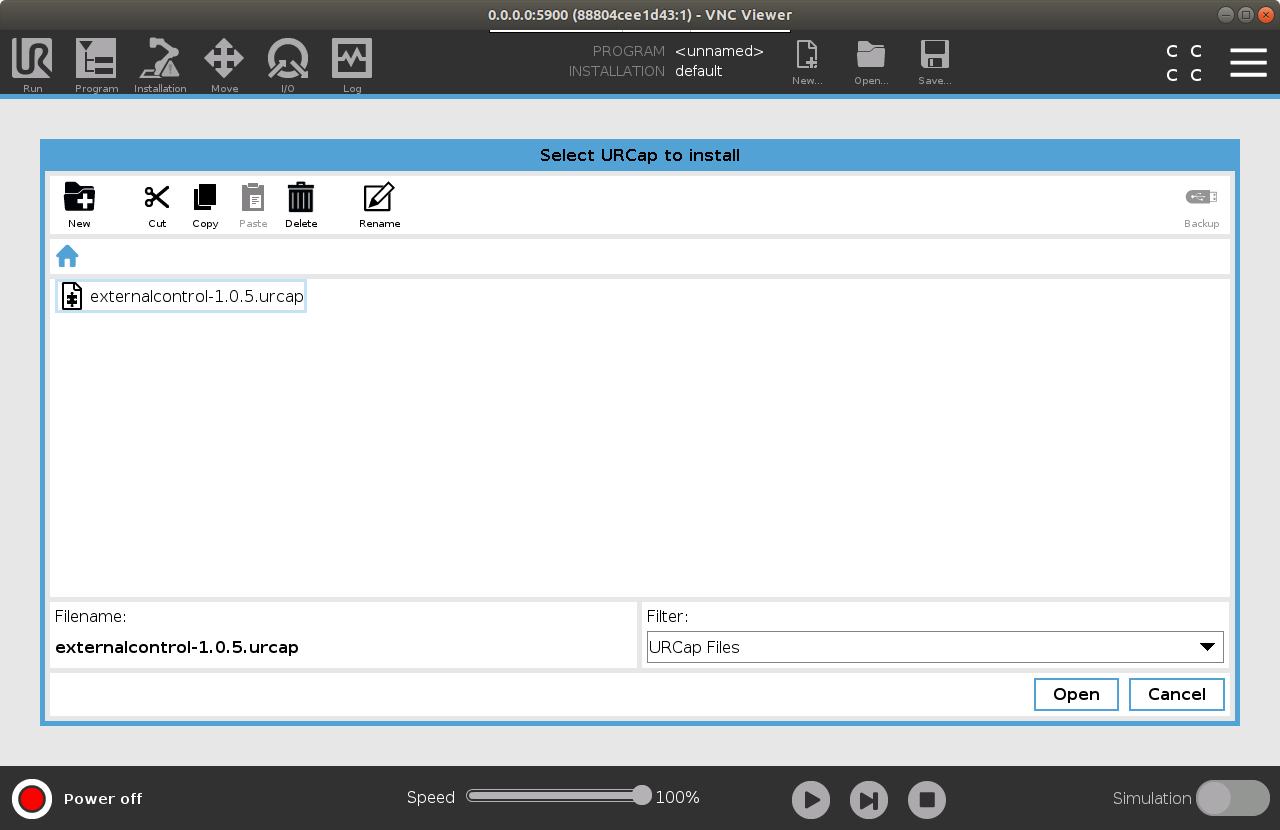 0.0.0.0:5900 (88804cee1d43:1) - VNC Viewer
UR
Run
Program
Installation
Move
I/O
Log
PROGRAM <unnamed>
INSTALLATION default
New...
Open...
Save...
C C
C C
Select URCap to install
New
Cut
Copy
Paste
Delete
Rename
Backup
externalcontrol-1.0.5.urcap
Filename:
externalcontrol-1.0.5.urcap
Filter:
URCap Files
Open
Cancel
Power off
Speed
100%
Simulation